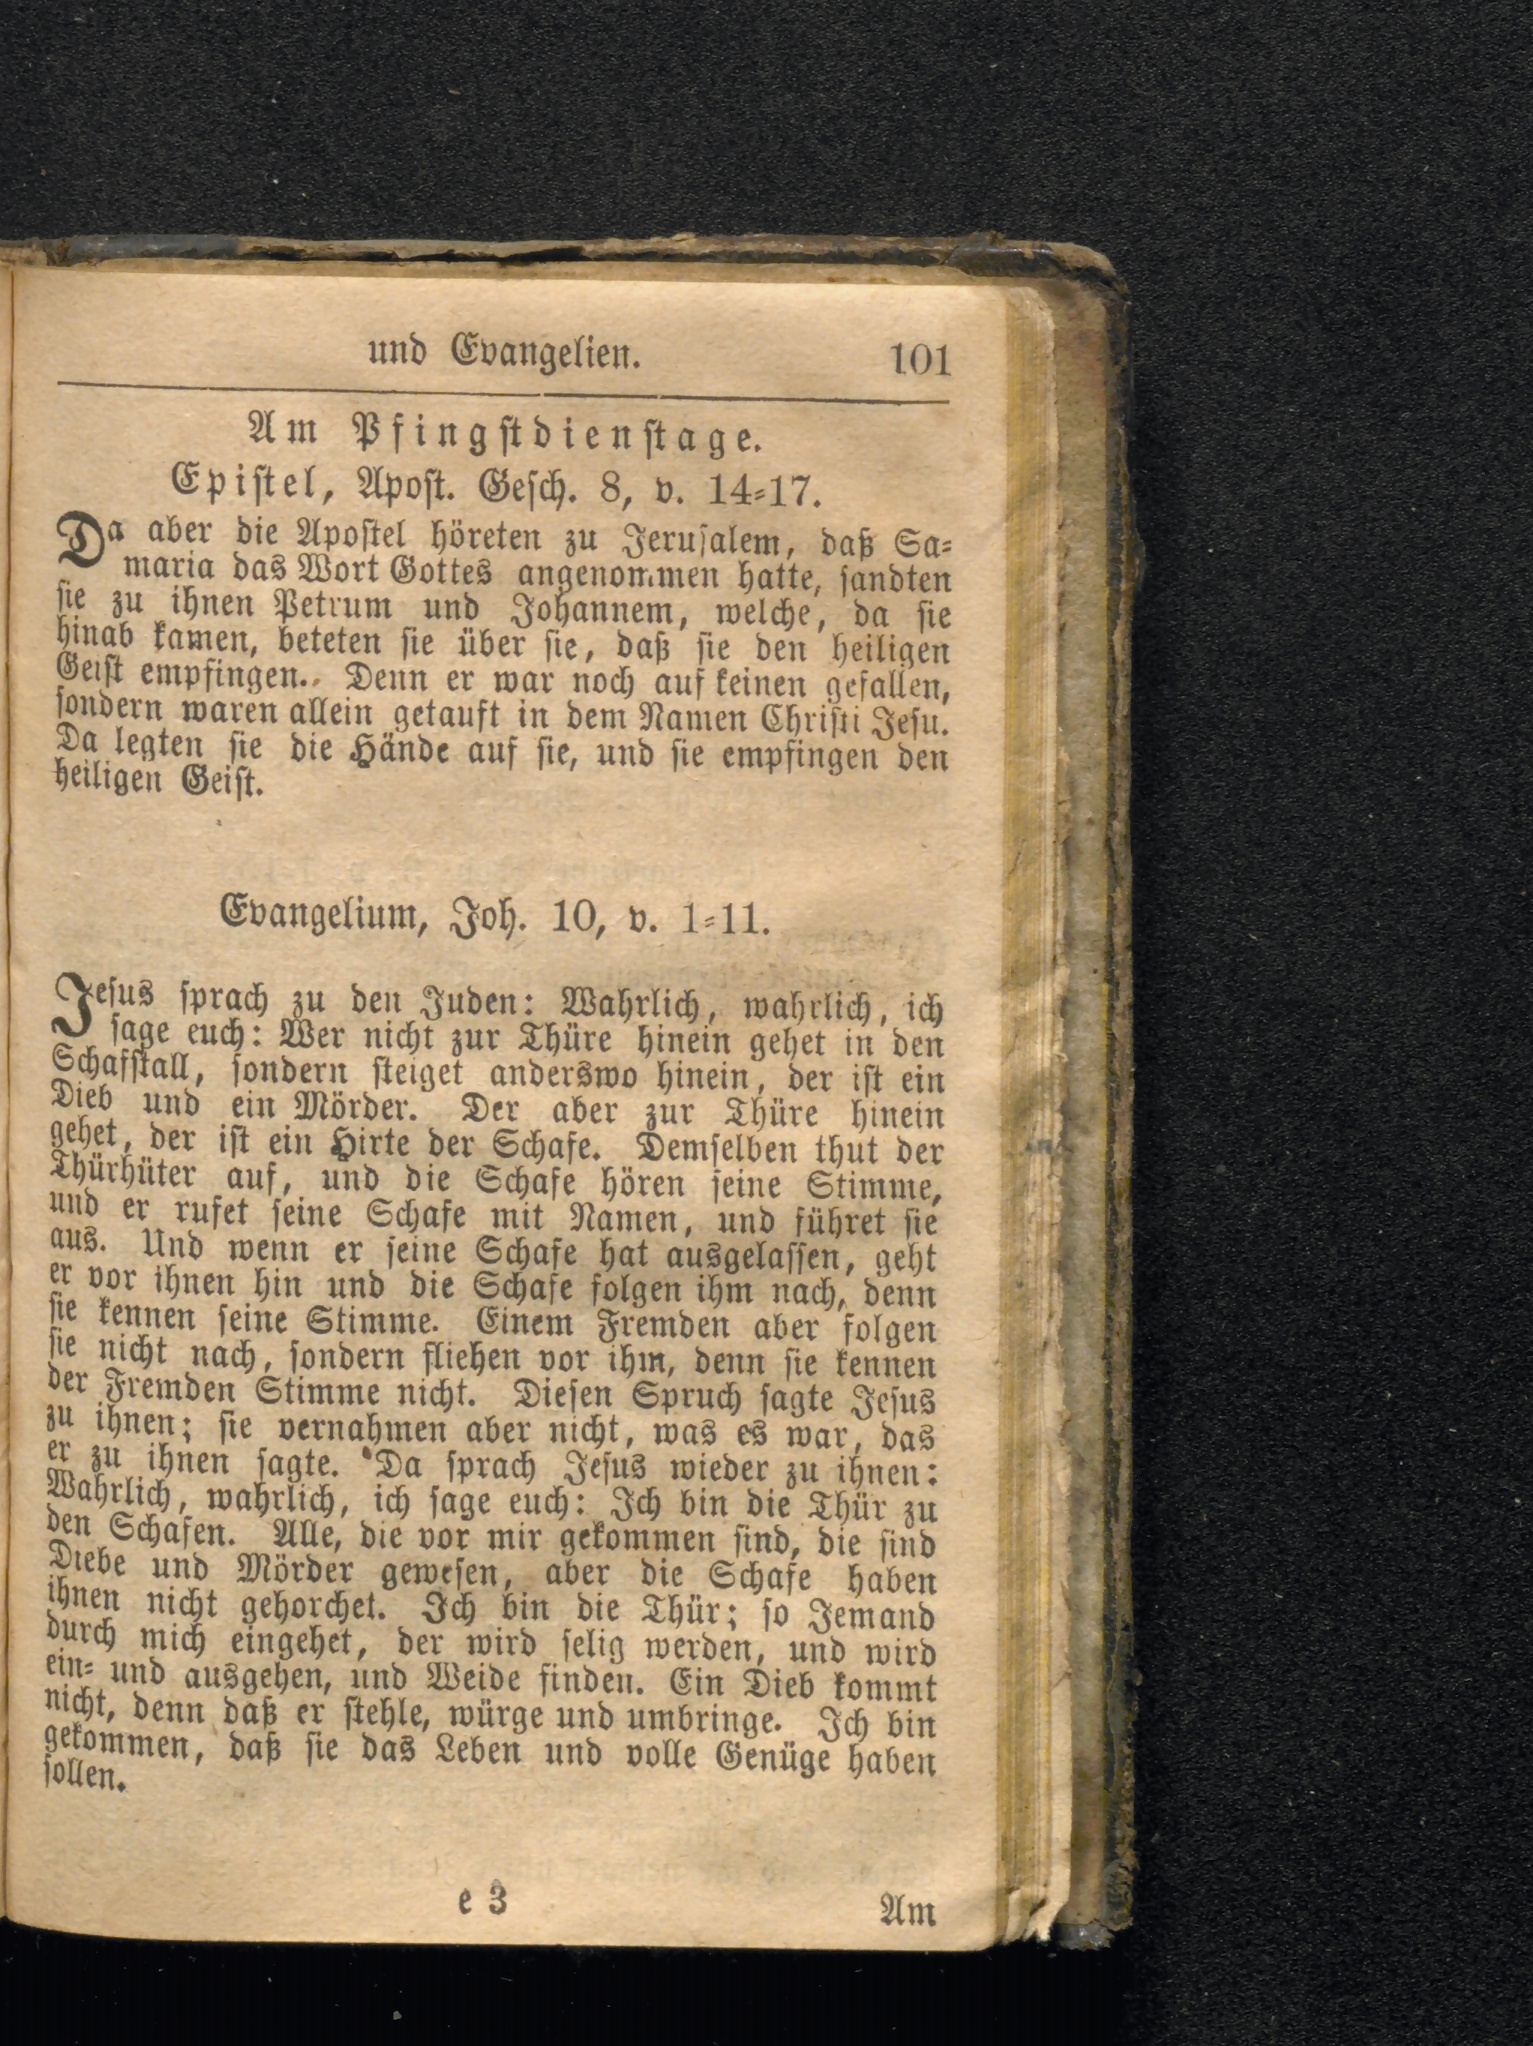 und Evangelien. 101
Am Pfingstdienstage.
Epistel, Apost. Gesch. 8, v. 14=17.
Da aber die Apostel höreten zu Jerusalem, daß Sa=
maria das Wort Gottes angenommen hatte, sandten
sie zu ihnen Petrum und Johannem, welche, da sie
hinab kamen, beteten sie über sie, daß sie den heiligen
Geist empfingen. Denn er war noch auf keinen gefallen,
sondern waren allein getauft in dem Namen Christi Jesu.
Da legten sie die Hände auf sie, und sie empfingen den
heiligen Geist.
Evangelium, Joh. 10, v. 1=11.
Jesus sprach zu den Juden: Wahrlich, wahrlich, ich
sage euch: Wer nicht zur Thüre hinein gehet in den
Schafstall, sondern steiget anderswo hinein, der ist ein
Dieb und ein Mörder. Der aber zur Thüre hinein
gehet, der ist ein Hirte der Schafe. Demselben thut der
Thürhüter auf, und die Schafe hören seine Stimme,
und er rufet seine Schafe mit Namen, und führet sie
aus. Und wenn er seine Schafe hat ausgelassen, geht
er vor ihnen hin und die Schafe folgen ihm nach, denn
sie kennen seine Stimme. Einem Fremden aber folgen
sie nicht nach, sondern fliehen vor ihm, denn sie kennen
der Fremden Stimme nicht. Diesen Spruch sagte Jesus
zu ihnen; sie vernahmen aber nicht, was es war, das
er zu ihnen sagte. Da sprach Jesus wieder zu ihnen:
Wahrlich, wahrlich, ich sage euch: Ich bin die Thür zu
den Schafen. Alle, die vor mir gekommen sind, die sind
Diebe und Mörder gewesen, aber die Schafe haben
ihnen nicht gehorchet. Ich bin die Thür; so Jemand
durch mich eingehet, der wird selig werden, und wird
ein= und ausgehen, und Weide finden. Ein Dieb kommt
nicht, denn daß er stehle, würge und umbringe. Ich bin
gekommen, daß sie das Leben und volle Genüge haben
sollen.
e 3 Am